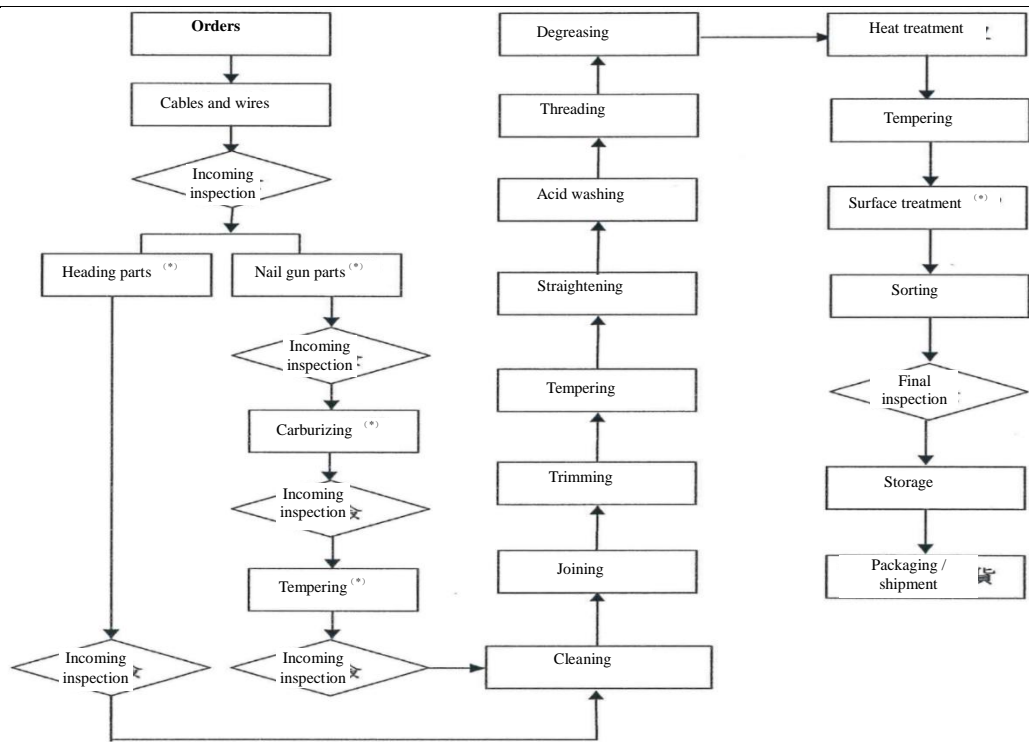 Orders
Cables and wires
Incoming
inspection
Heading parts (*)
Nail gun parts (*)
Incoming
inspection
Carburizing (*)
Incoming
inspection
Tempering (*)
Incoming
inspection
Incoming
inspection
Cleaning
Joining
Trimming
Tempering
Straightening
Acid washing
Threading
Degreasing
Heat treatment
Tempering
Surface treatment (*)
Sorting
Final
inspection
Storage
Packaging /
shipment 貨